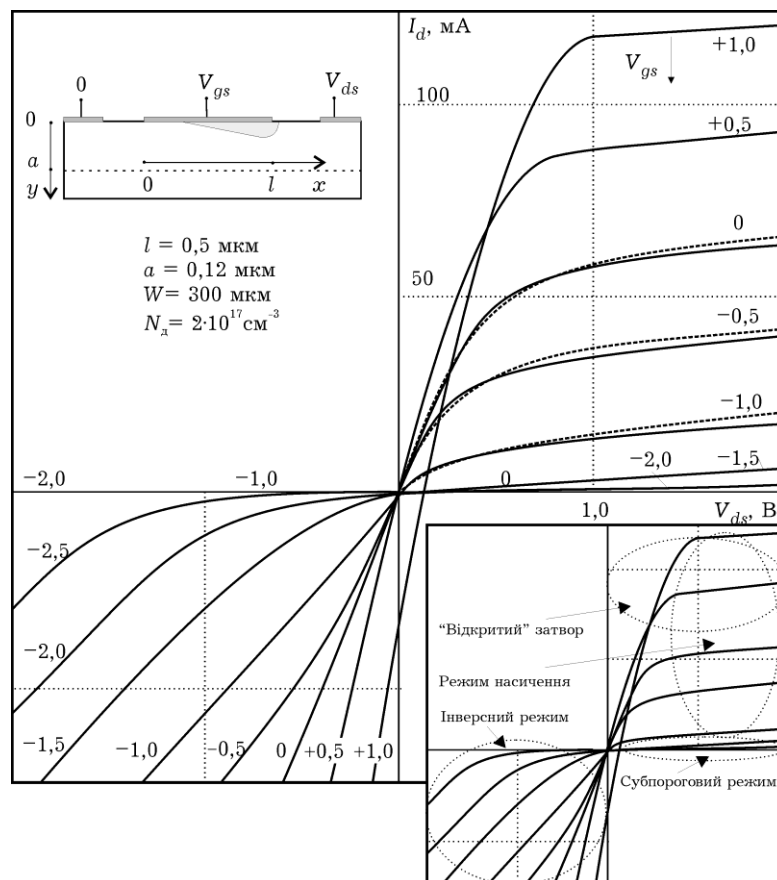 I_d, мА
+1,0
V_gs
0
V_gs
V_ds
100
0
+0,5
a
y
0
l
x
0
l = 0,5 мкм
a = 0,12 мкм
W= 300 мкм
N_д= 2·10^17 см^-3
50
−0,5
−1,0
−2,0
−1,0
0
−2,0
−1,5
1,0
V_ds, В
−2,5
−2,0
−1,5
−1,0
−0,5
0
+0,5
+1,0
“Відкритий” затвор
Режим насичення
Інверсний режим
Субпороговий режим